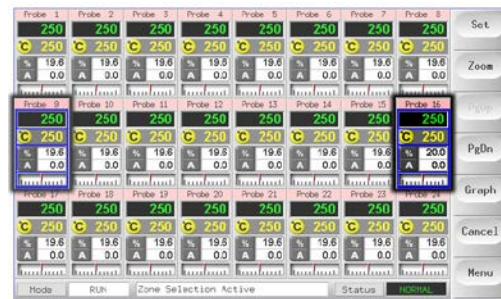 Probe 1 Probe 2 Probe 3 Probe 4 Probe 5 Probe 6 Probe 7 Probe 8
250 250 250 250 250 250 250 250
°C 250 °C 250 °C 250 °C 250 °C 250 °C 250 °C 250 °C 250
% 19.6 % 19.6 % 19.6 % 19.6 % 19.6 % 19.6 % 19.6 % 19.6
A 0.0 A 0.0 A 0.0 A 0.0 A 0.0 A 0.0 A 0.0 A 0.0
Probe 9 Probe 10 Probe 11 Probe 12 Probe 13 Probe 14 Probe 15 Probe 16
250 250 250 250 250 250 250 250
°C 250 °C 250 °C 250 °C 250 °C 250 °C 250 °C 250 °C 250
% 19.6 % 19.6 % 19.6 % 19.6 % 19.6 % 19.6 % 19.6 % 20.0
A 0.0 A 0.0 A 0.0 A 0.0 A 0.0 A 0.0 A 0.0 A 0.0
Probe 17 Probe 18 Probe 19 Probe 20 Probe 21 Probe 22 Probe 23 Probe 24
250 250 250 250 250 250 250 250
°C 250 °C 250 °C 250 °C 250 °C 250 °C 250 °C 250 °C 250
% 19.6 % 19.6 % 19.6 % 19.6 % 19.6 % 19.6 % 19.6 % 19.6
A 0.0 A 0.0 A 0.0 A 0.0 A 0.0 A 0.0 A 0.0 A 0.0
Mode RUN Zone Selection Active Status NORMAL
Set
Zoom
PgUp
PgDn
Graph
Cancel
Menu